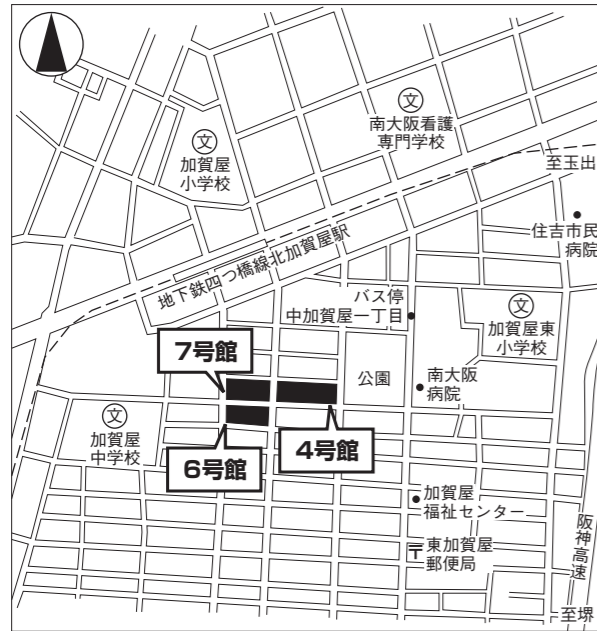 文
南大阪看護
専門学校
文
加賀屋
小学校
至玉出
住吉市民
病院
地下鉄四つ橋線北加賀屋駅
バス停
中加賀屋一丁目
文
加賀屋東
小学校
7号館
公園
南大阪
病院
文
加賀屋
中学校
6号館
4号館
加賀屋
福祉センター
阪神高速
〒東加賀屋
郵便局
至堺